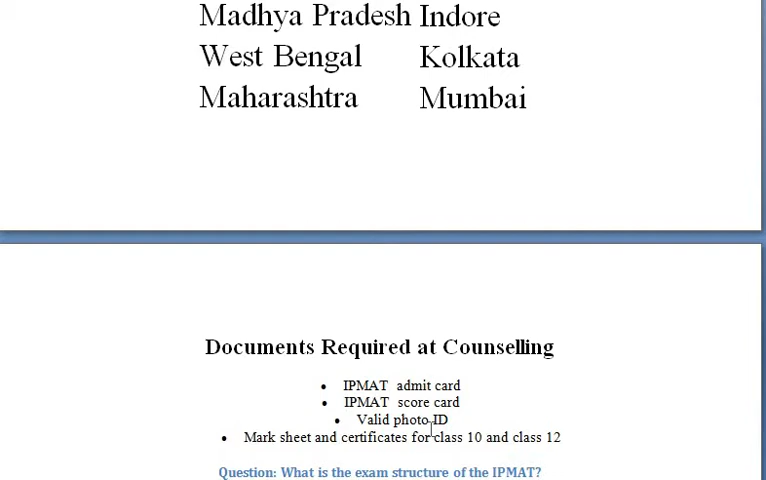 Madhya Pradesh Indore
West Bengal Kolkata
Maharashtra Mumbai
Documents Required at Counselling
• IPMAT admit card
• IPMAT score card
• Valid photo ID
• Mark sheet and certificates for class 10 and class 12
Question: What is the exam structure of the IPMAT?